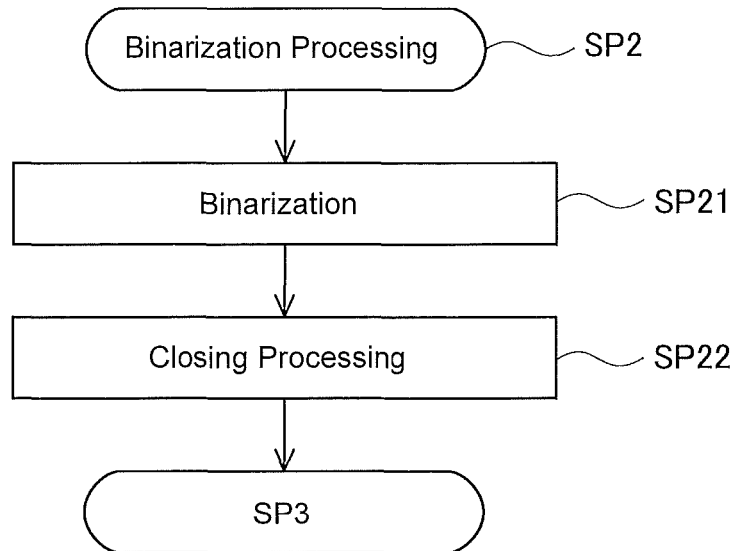 Binarization Processing SP2
Binarization SP21
Closing Processing SP22
SP3